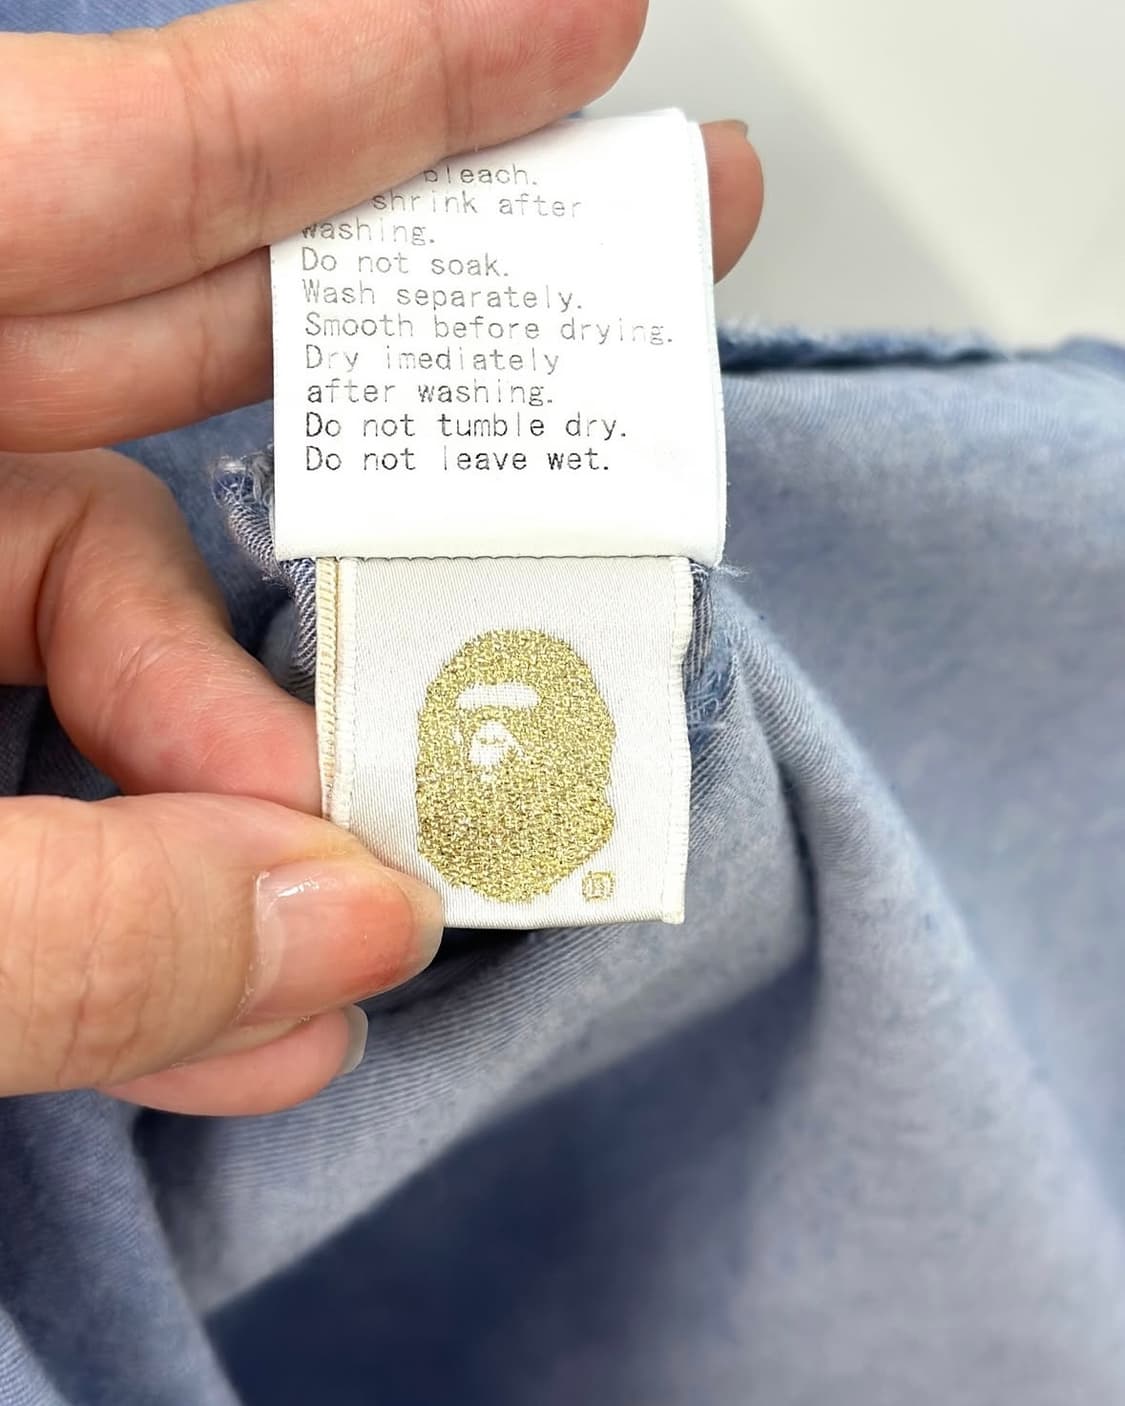 bleach.
shrink after
washing.
Do not soak.
Wash separately.
Smooth before drying.
Dry imediately
after washing.
Do not tumble dry.
Do not leave wet.